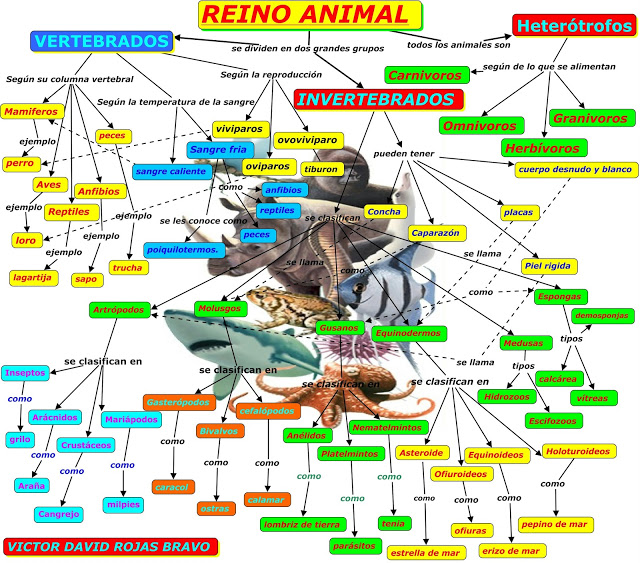 REINO ANIMAL
VERTEBRADOS
se dividen en dos grandes grupos
todos los animales son
Heterótrofos
Según su columna vertebral
Según la reproducción
según de lo que se alimentan
Carnivoros
Según la temperatura de la sangre
INVERTEBRADOS
Mamiferos
peces
viviparos
ovoviviparo
Omnivoros
Granivoros
Herbívoros
ejemplo
Sangre fria
pueden tener
perro
sangre caliente
oviparos
tiburon
cuerpo desnudo y blanco
Aves
Anfibios
como
anfibios
ejemplo
Reptiles
ejemplo
se les conoce como
reptiles
se clasifican
Concha
placas
loro
ejemplo
ejemplo
poiquilotermos.
peces
Caparazón
lagartija
sapo
trucha
se llama
como
se llama
Piel rigida
como
Espongas
Artrópodos
Molusgos
Gusanos
Equinodermos
demosponjas
Medusas
tipos
se clasifican en
se clasifican en
se llama
tipos
Inseptos
se clasifican en
se clasifican en
calcárea
como
Gasterópodos
cefalópodos
Hidrozoos
vitreas
Arácnidos
Mariápodos
Bivalvos
Nematelmintos
Escifozoos
grilo
como
Crustáceos
como
Anélidos
Platelmintos
Asteroide
Equinoideos
Holoturoideos
como
como
como
como
como
como
Ofiuroideos
Araña
caracol
como
como
como
como
como
Cangrejo
milpies
ostras
calamar
lombriz de tierra
tenia
ofiuras
pepino de mar
VICTOR DAVID ROJAS BRAVO
parásitos
estrella de mar
erizo de mar